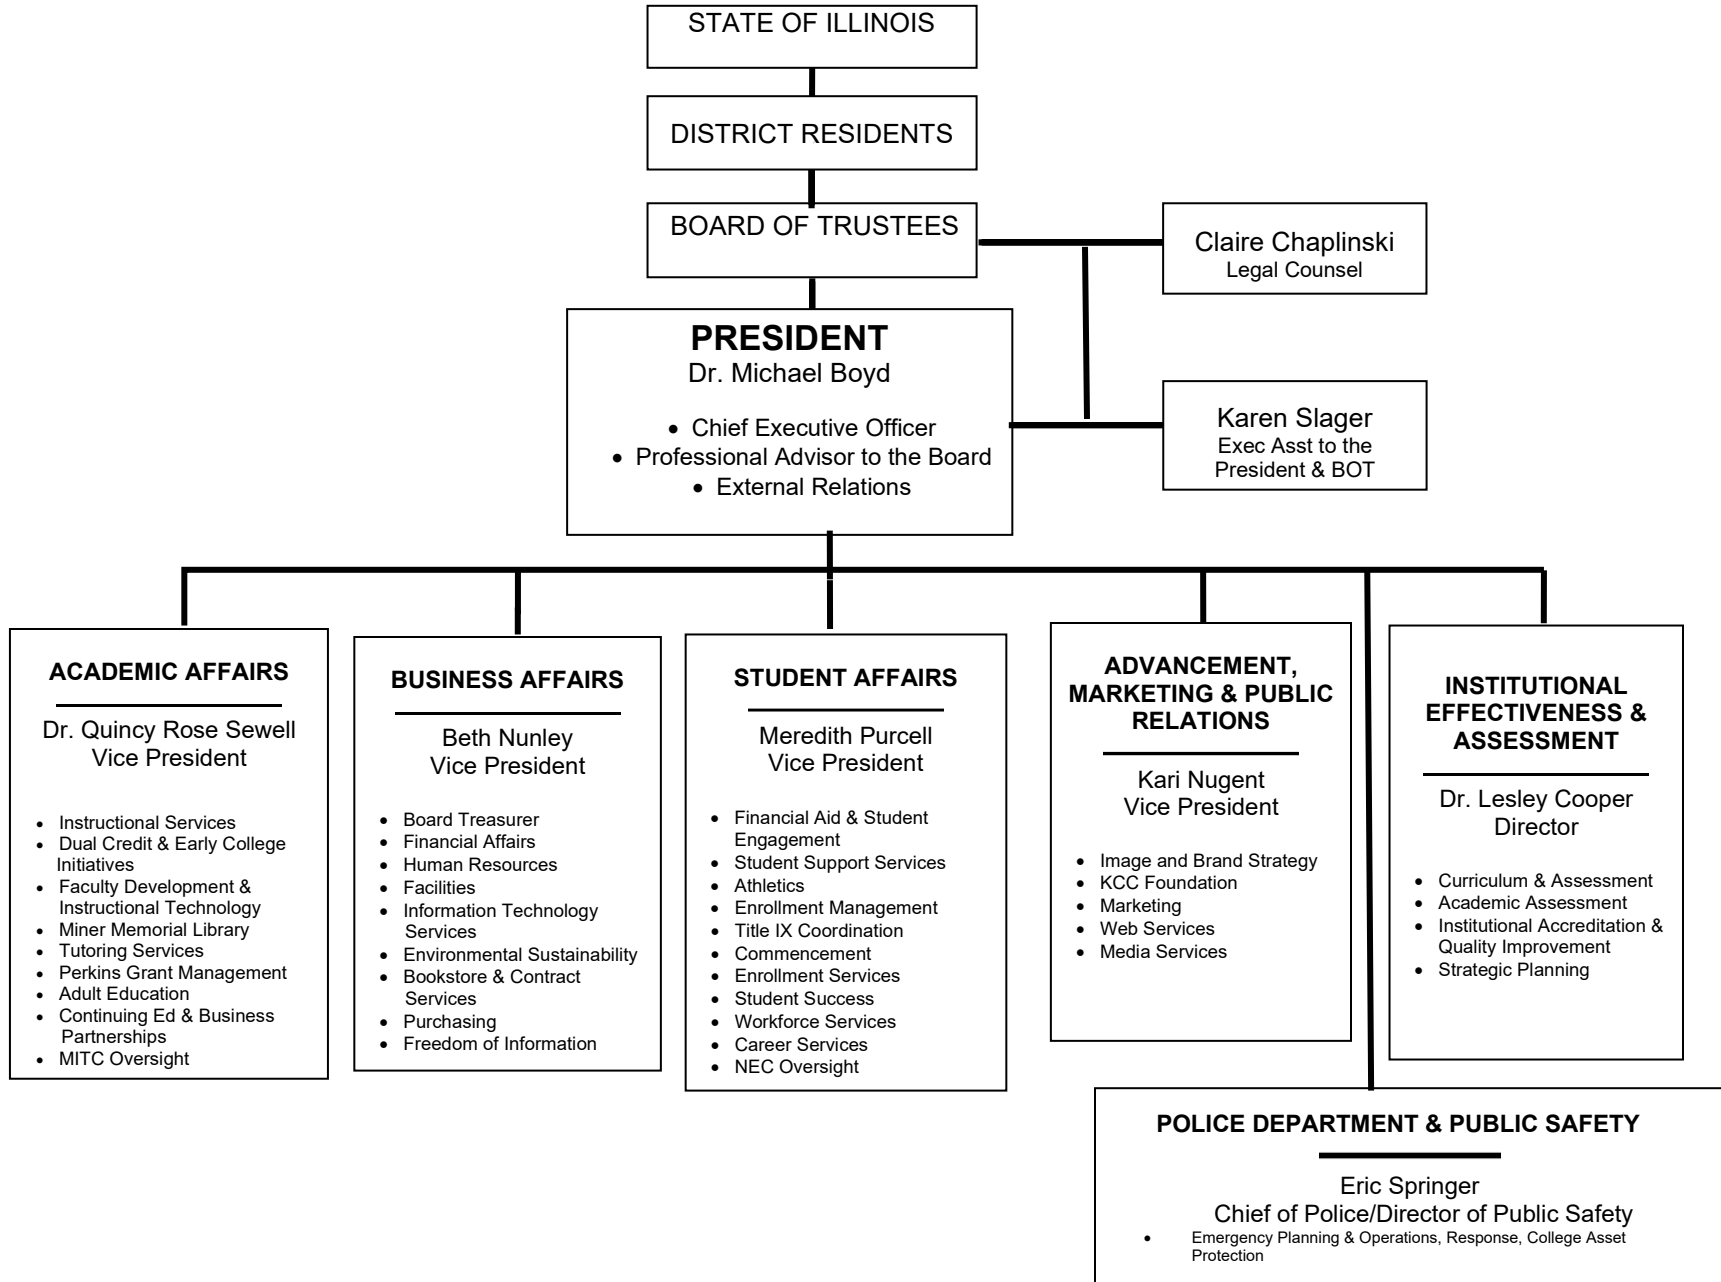 STATE OF ILLINOIS
DISTRICT RESIDENTS
BOARD OF TRUSTEES
Claire Chaplinski
Legal Counsel
PRESIDENT
Dr. Michael Boyd
• Chief Executive Officer
• Professional Advisor to the Board
• External Relations
Karen Slager
Exec Asst to the
President & BOT
ACADEMIC AFFAIRS
Dr. Quincy Rose Sewell
Vice President
• Instructional Services
• Dual Credit & Early College
Initiatives
• Faculty Development &
Instructional Technology
• Miner Memorial Library
• Tutoring Services
• Perkins Grant Management
• Adult Education
• Continuing Ed & Business
Partnerships
• MITC Oversight
BUSINESS AFFAIRS
Beth Nunley
Vice President
• Board Treasurer
• Financial Affairs
• Human Resources
• Facilities
• Information Technology
Services
• Environmental Sustainability
• Bookstore & Contract
Services
• Purchasing
• Freedom of Information
STUDENT AFFAIRS
Meredith Purcell
Vice President
• Financial Aid & Student
Engagement
• Student Support Services
• Athletics
• Enrollment Management
• Title IX Coordination
• Commencement
• Enrollment Services
• Student Success
• Workforce Services
• Career Services
• NEC Oversight
ADVANCEMENT,
MARKETING & PUBLIC
RELATIONS
Kari Nugent
Vice President
• Image and Brand Strategy
• KCC Foundation
• Marketing
• Web Services
• Media Services
INSTITUTIONAL
EFFECTIVENESS &
ASSESSMENT
Dr. Lesley Cooper
Director
• Curriculum & Assessment
• Academic Assessment
• Institutional Accreditation &
Quality Improvement
• Strategic Planning
POLICE DEPARTMENT & PUBLIC SAFETY
Eric Springer
Chief of Police/Director of Public Safety
• Emergency Planning & Operations, Response, College Asset
Protection